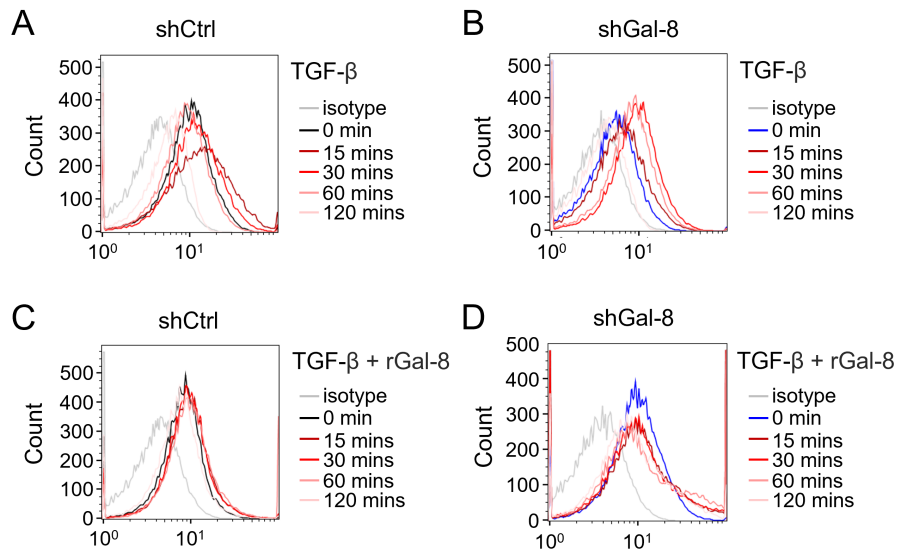 A
shCtrl
TGF-β
Count
500
400
300
200
100
0
10⁰
10¹
isotype
0 min
15 mins
30 mins
60 mins
120 mins
B
shGal-8
TGF-β
Count
500
400
300
200
100
0
10⁰
10¹
isotype
0 min
15 mins
30 mins
60 mins
120 mins
C
shCtrl
TGF-β + rGal-8
Count
500
400
300
200
100
0
10⁰
10¹
isotype
0 min
15 mins
30 mins
60 mins
120 mins
D
shGal-8
TGF-β + rGal-8
Count
500
400
300
200
100
0
10⁰
10¹
isotype
0 min
15 mins
30 mins
60 mins
120 mins